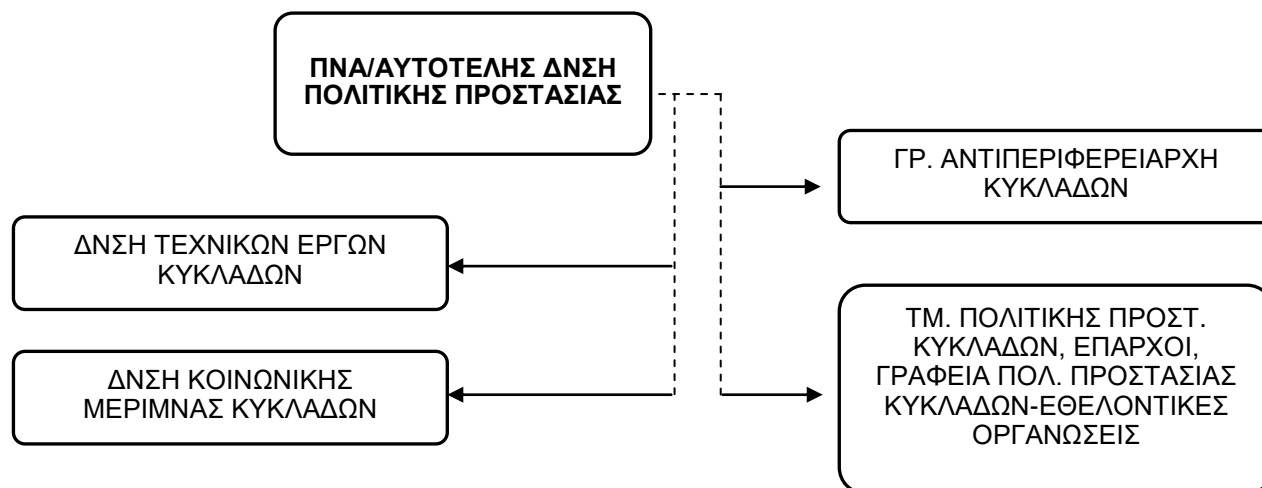 ΠΝΑ/ΑΥΤΟΤΕΛΗΣ ΔΝΣΗ
ΠΟΛΙΤΙΚΗΣ ΠΡΟΣΤΑΣΙΑΣ
ΓΡ. ΑΝΤΙΠΕΡΙΦΕΡΕΙΑΡΧΗ
ΚΥΚΛΑΔΩΝ
ΔΝΣΗ ΤΕΧΝΙΚΩΝ ΕΡΓΩΝ
ΚΥΚΛΑΔΩΝ
ΤΜ. ΠΟΛΙΤΙΚΗΣ ΠΡΟΣΤ.
ΚΥΚΛΑΔΩΝ, ΕΠΑΡΧΟΙ,
ΓΡΑΦΕΙΑ ΠΟΛ. ΠΡΟΣΤΑΣΙΑΣ
ΚΥΚΛΑΔΩΝ-ΕΘΕΛΟΝΤΙΚΕΣ
ΟΡΓΑΝΩΣΕΙΣ
ΔΝΣΗ ΚΟΙΝΩΝΙΚΗΣ
ΜΕΡΙΜΝΑΣ ΚΥΚΛΑΔΩΝ